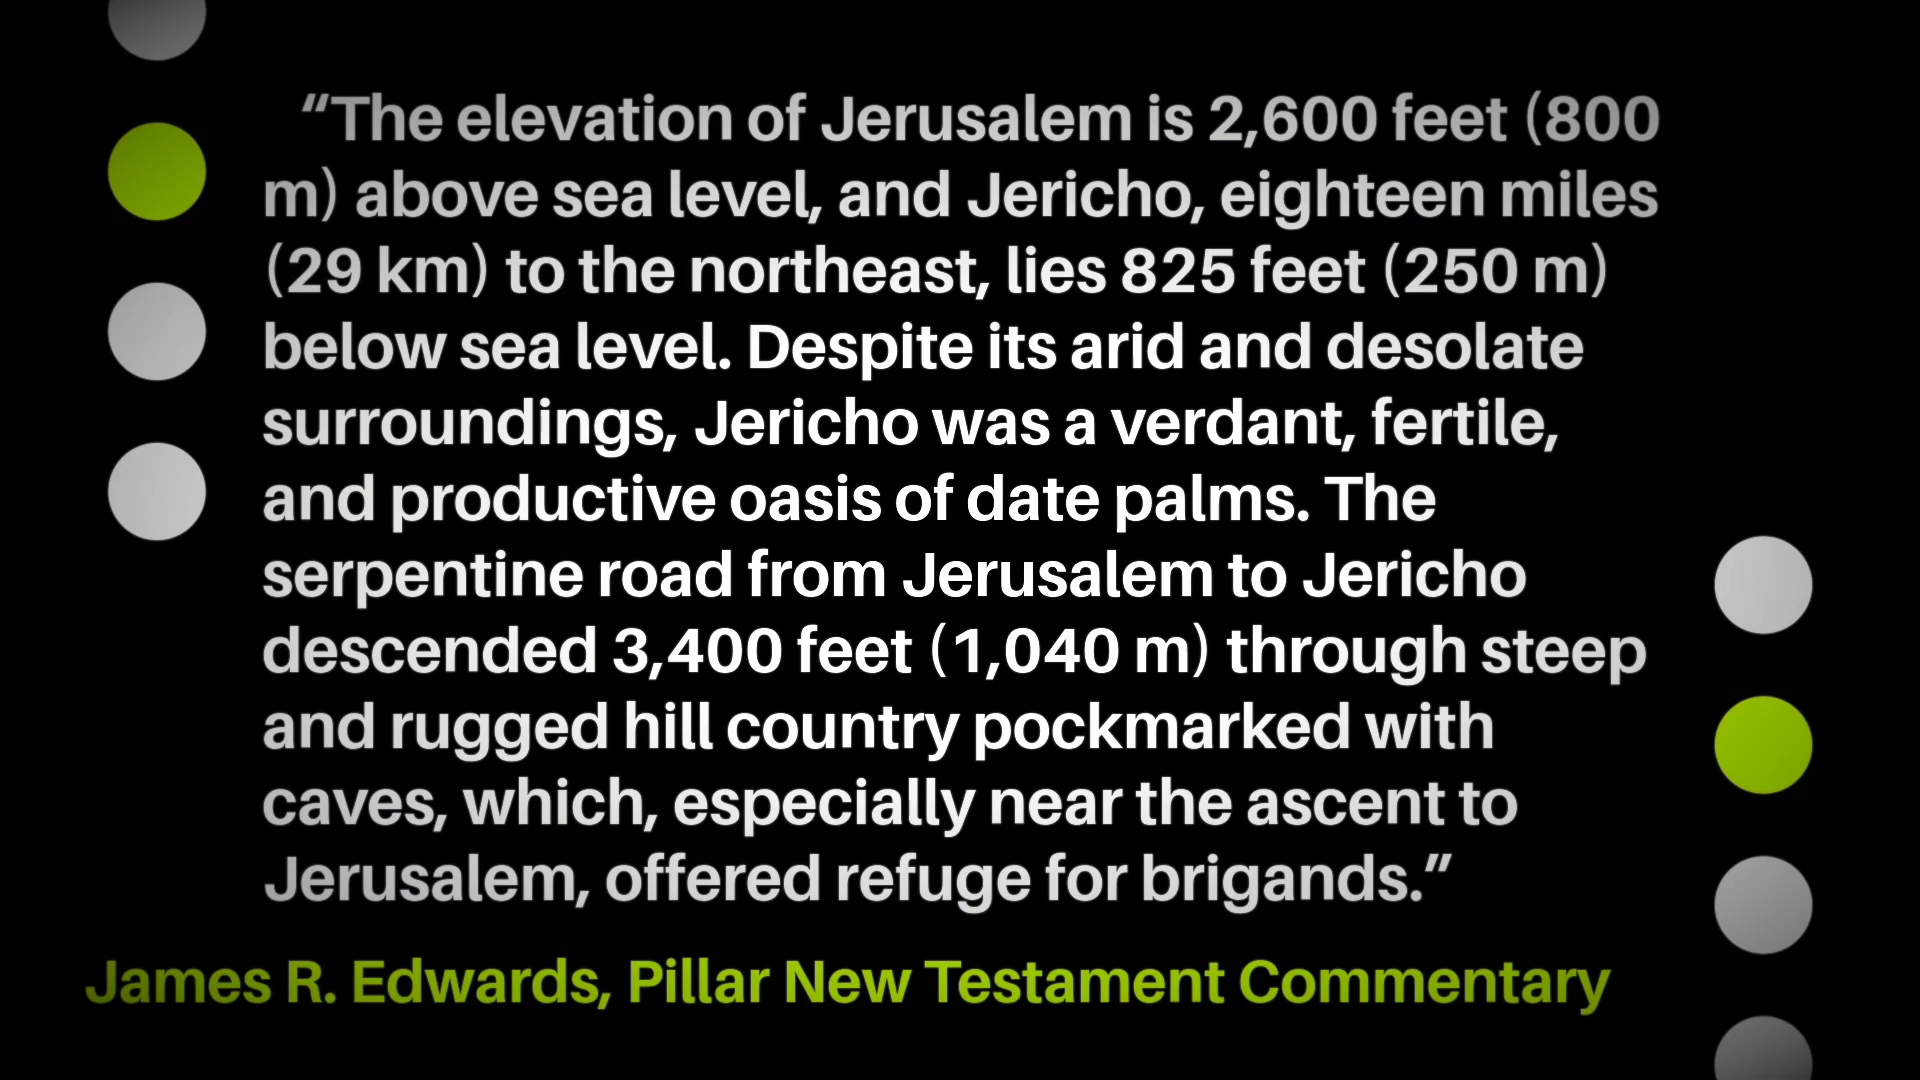 “The elevation of Jerusalem is 2,600 feet (800
m) above sea level, and Jericho, eighteen miles
(29 km) to the northeast, lies 825 feet (250 m)
below sea level. Despite its arid and desolate
surroundings, Jericho was a verdant, fertile,
and productive oasis of date palms. The
serpentine road from Jerusalem to Jericho
descended 3,400 feet (1,040 m) through steep
and rugged hill country pockmarked with
caves, which, especially near the ascent to
Jerusalem, offered refuge for brigands.”
James R. Edwards, Pillar New Testament Commentary